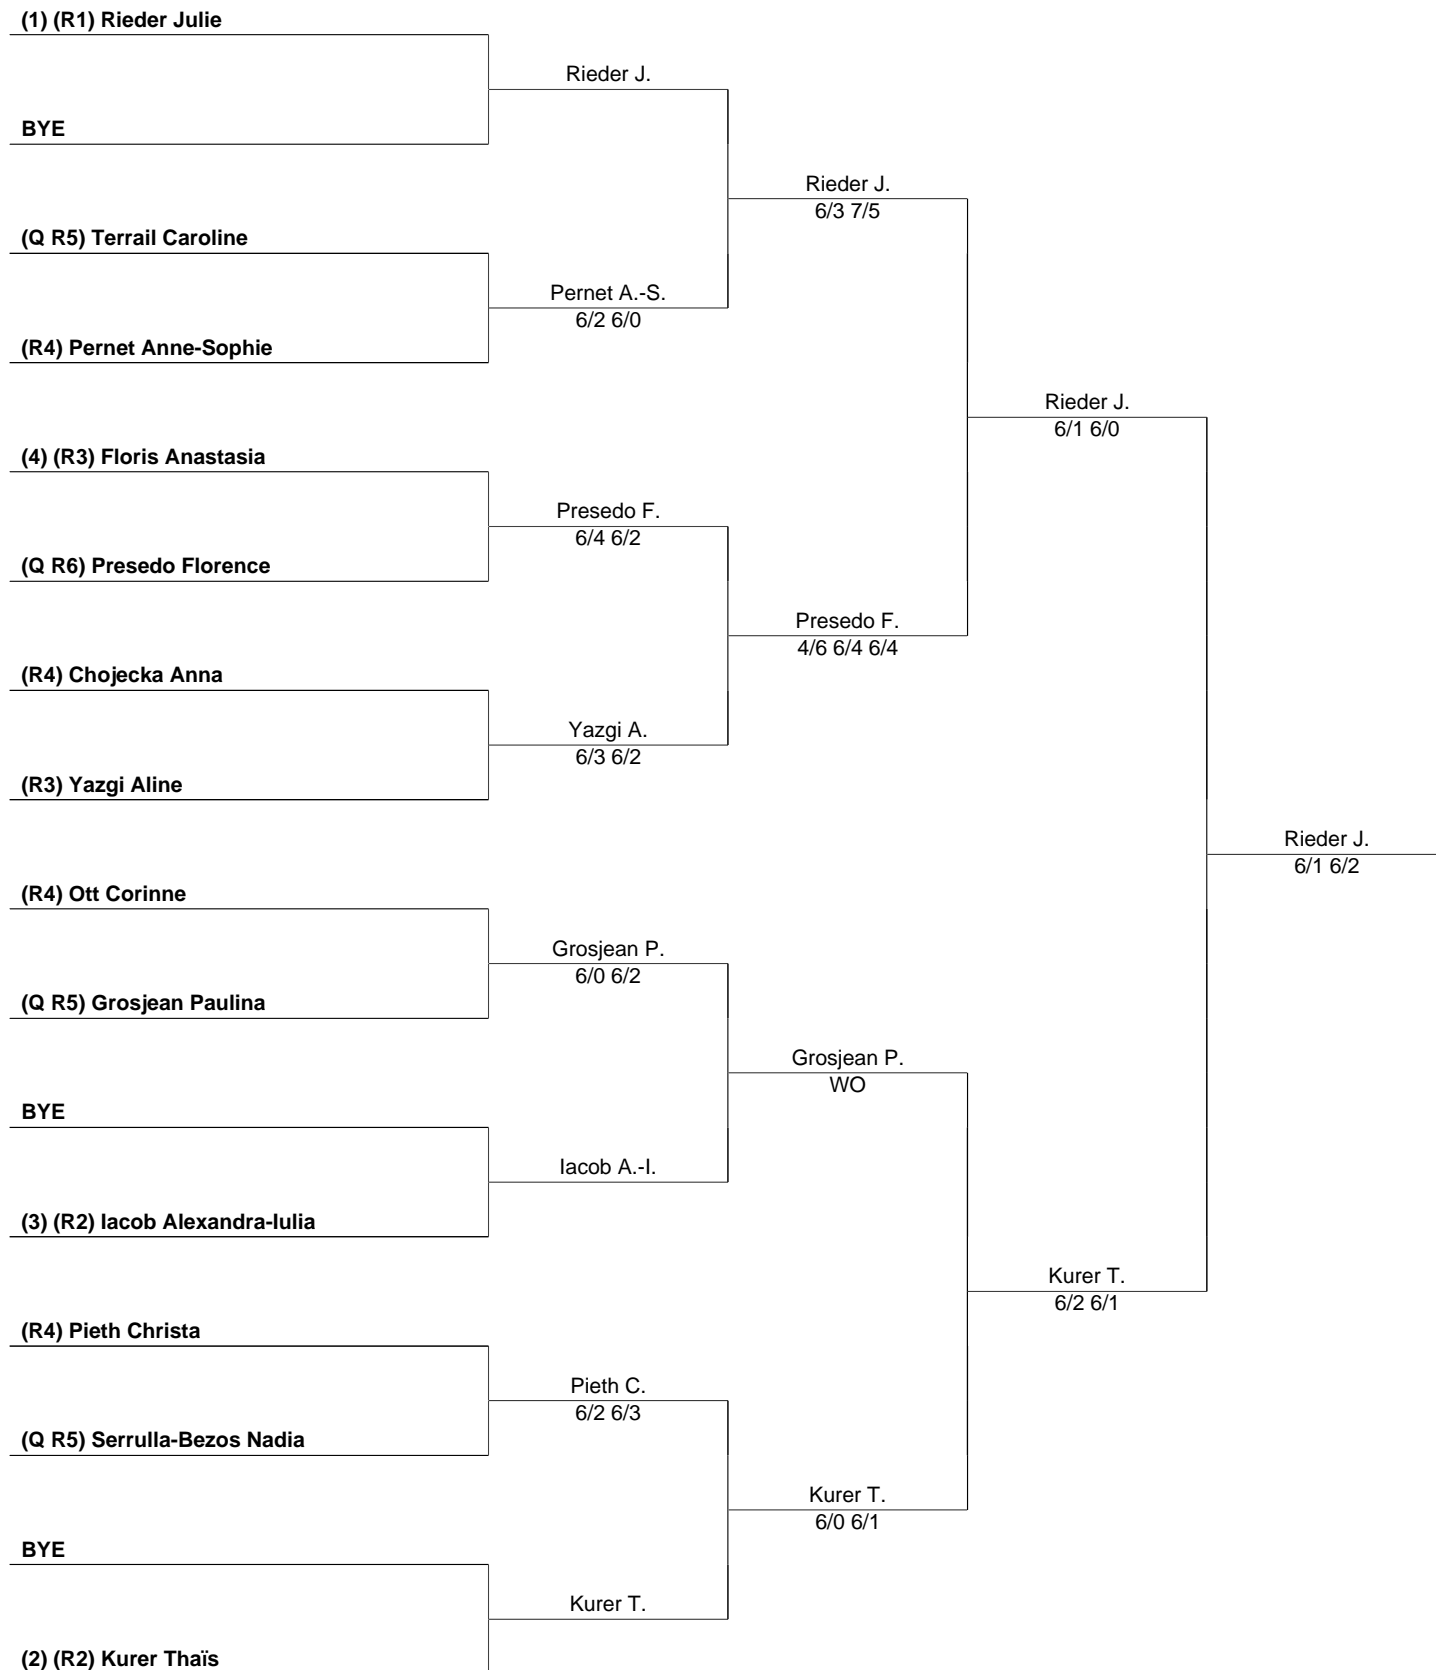 (1) (R1) Rieder Julie
Rieder J.
BYE
Rieder J.
6/3 7/5
(Q R5) Terrail Caroline
Pernet A.-S.
6/2 6/0
(R4) Pernet Anne-Sophie
Rieder J.
6/1 6/0
(4) (R3) Floris Anastasia
Presedo F.
6/4 6/2
(Q R6) Presedo Florence
Presedo F.
4/6 6/4 6/4
(R4) Chojecka Anna
Yazgi A.
6/3 6/2
(R3) Yazgi Aline
Rieder J.
6/1 6/2
(R4) Ott Corinne
Grosjean P.
6/0 6/2
(Q R5) Grosjean Paulina
Grosjean P.
WO
BYE
Iacob A.-I.
(3) (R2) Iacob Alexandra-Iulia
Kurer T.
6/2 6/1
(R4) Pieth Christa
Pieth C.
6/2 6/3
(Q R5) Serrulla-Bezos Nadia
Kurer T.
6/0 6/1
BYE
Kurer T.
(2) (R2) Kurer Thaïs